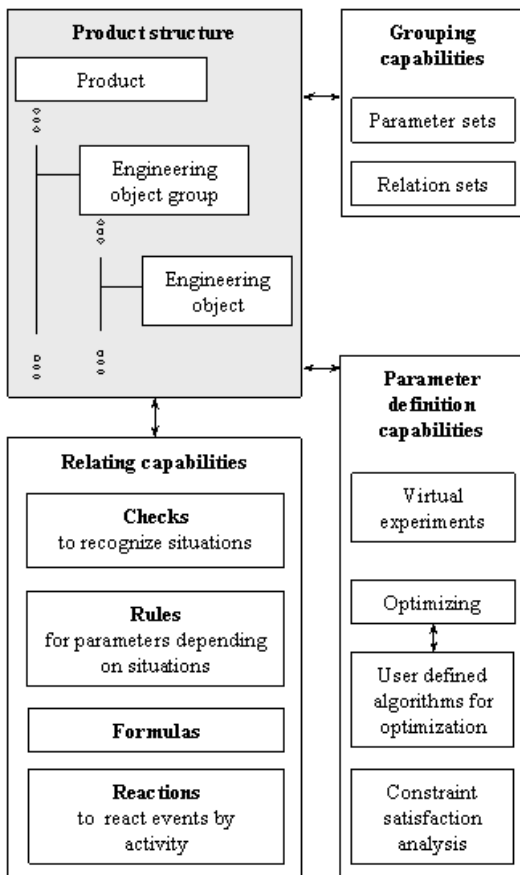 Product structure
Product
Engineering
object group
Engineering
object
Grouping
capabilities
Parameter sets
Relation sets
Relating capabilities
Checks
to recognize situations
Rules
for parameters depending
on situations
Formulas
Reactions
to react events by
activity
Parameter
definition
capabilities
Virtual
experiments
Optimizing
User defined
algorithms for
optimization
Constraint
satisfaction
analysis